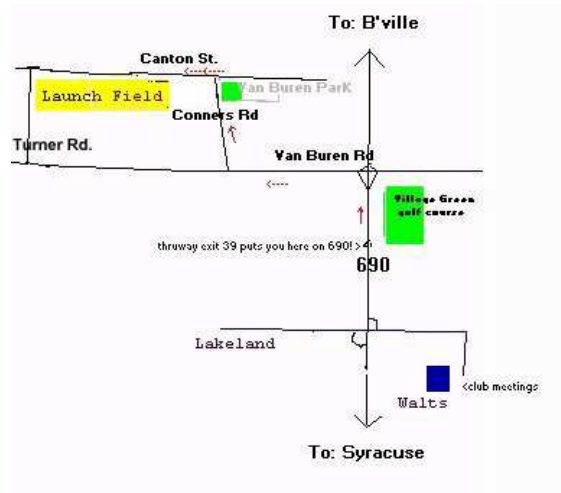 To: B'ville
Canton St.
Launch Field
Van Buren Park
Conners Rd
Turner Rd.
Van Buren Rd
Village Green
golf course
thruway exit 39 puts you here on 690! >
690
Lakeland
<club meetings
Walts
To: Syracuse